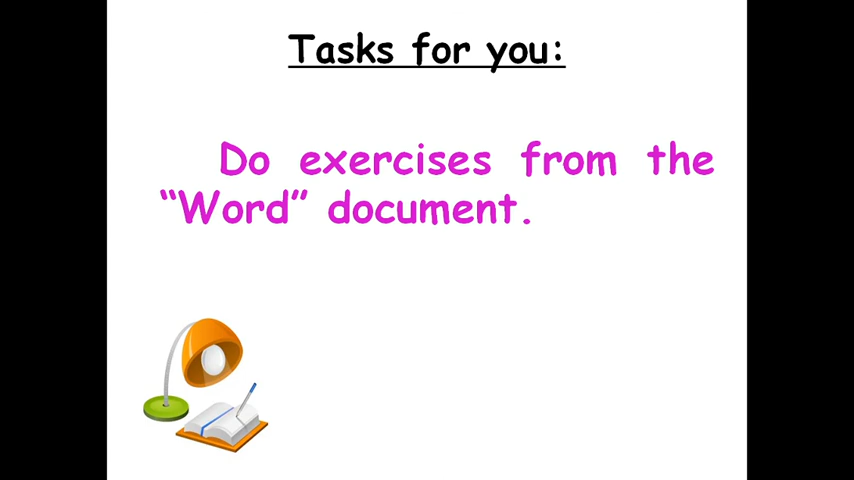 Tasks for you:
Do exercises from the
“Word” document.